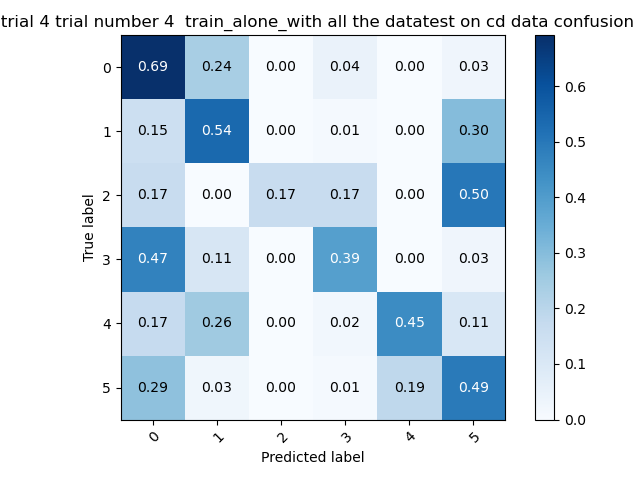 trial 4 trial number 4  train_alone_with all the datatest on cd data confusion
0 0.69 0.24 0.00 0.04 0.00 0.03
1 0.15 0.54 0.00 0.01 0.00 0.30
2 0.17 0.00 0.17 0.17 0.00 0.50
3 0.47 0.11 0.00 0.39 0.00 0.03
4 0.17 0.26 0.00 0.02 0.45 0.11
5 0.29 0.03 0.00 0.01 0.19 0.49
True label
0 1 2 3 4 5
Predicted label
0.6
0.5
0.4
0.3
0.2
0.1
0.0